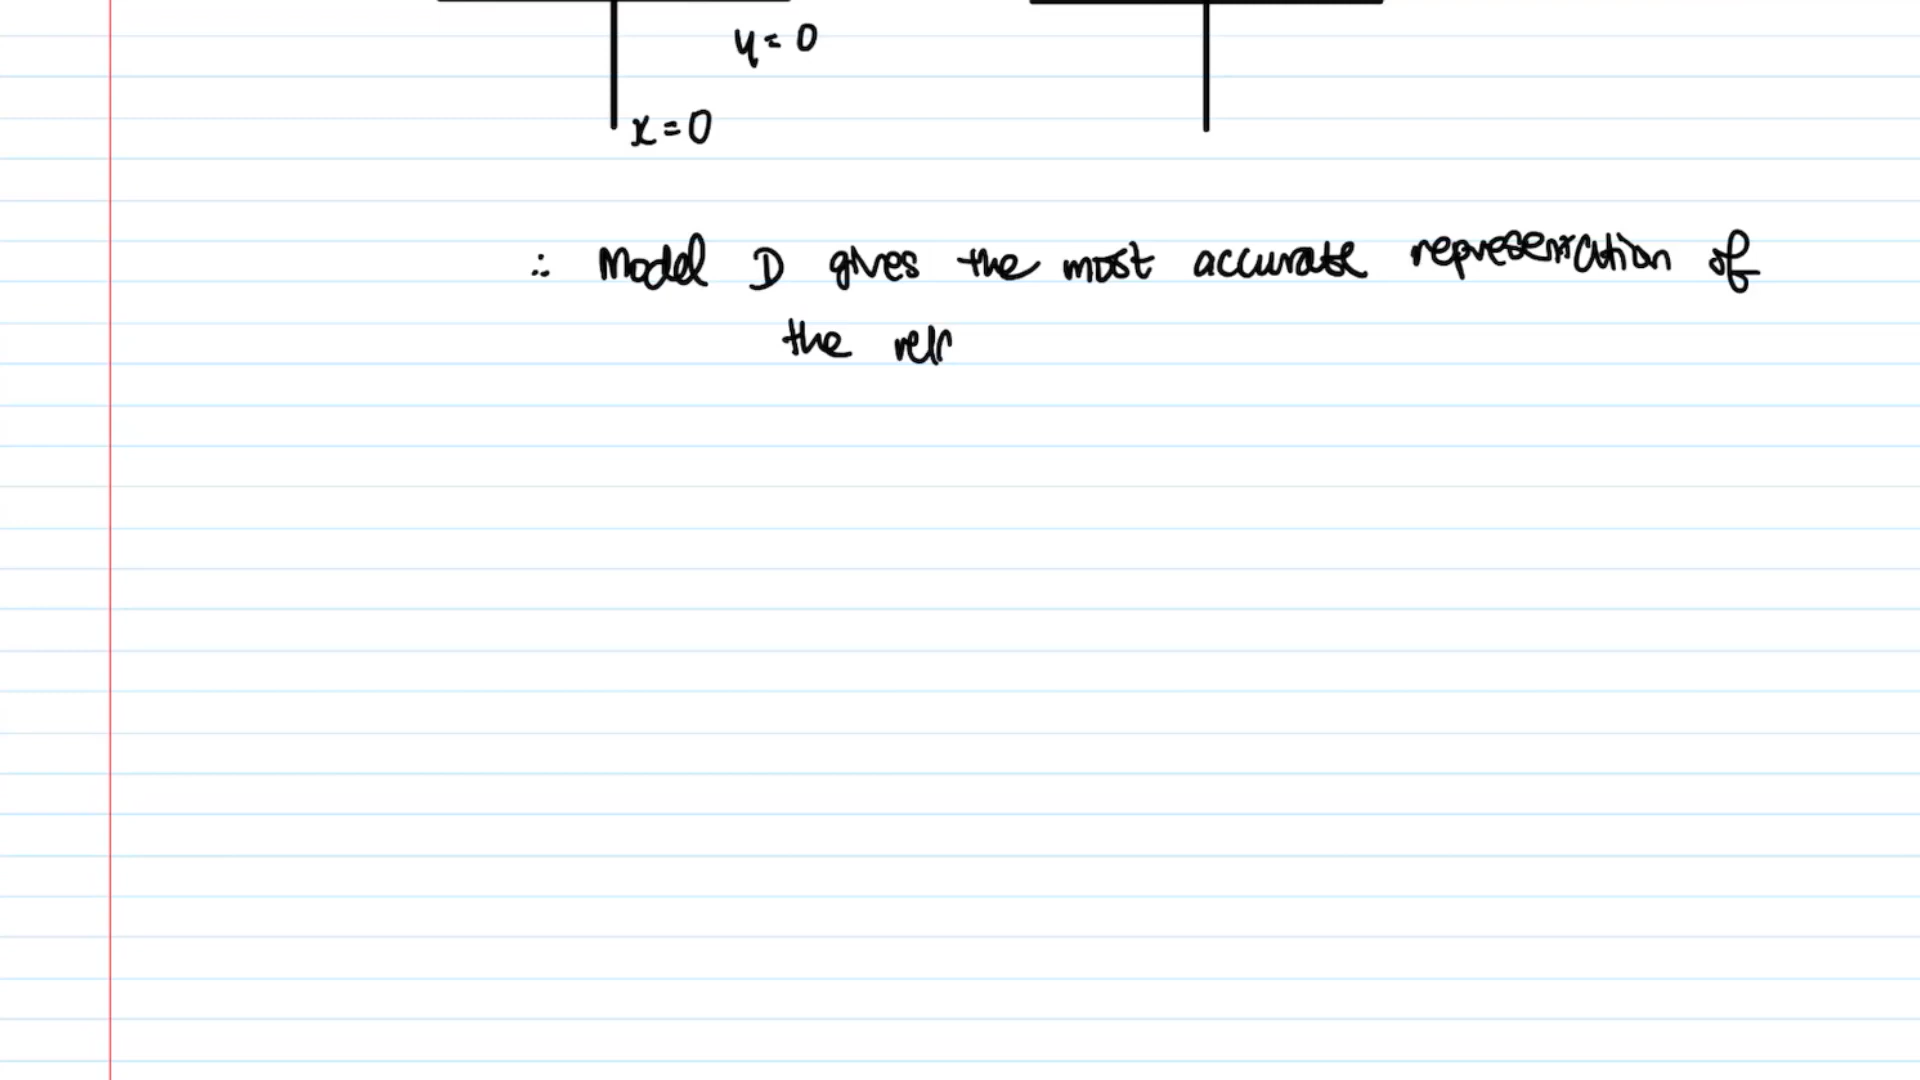 y = 0
x = 0
∴ Model D gives the most accurate representation of
the rel